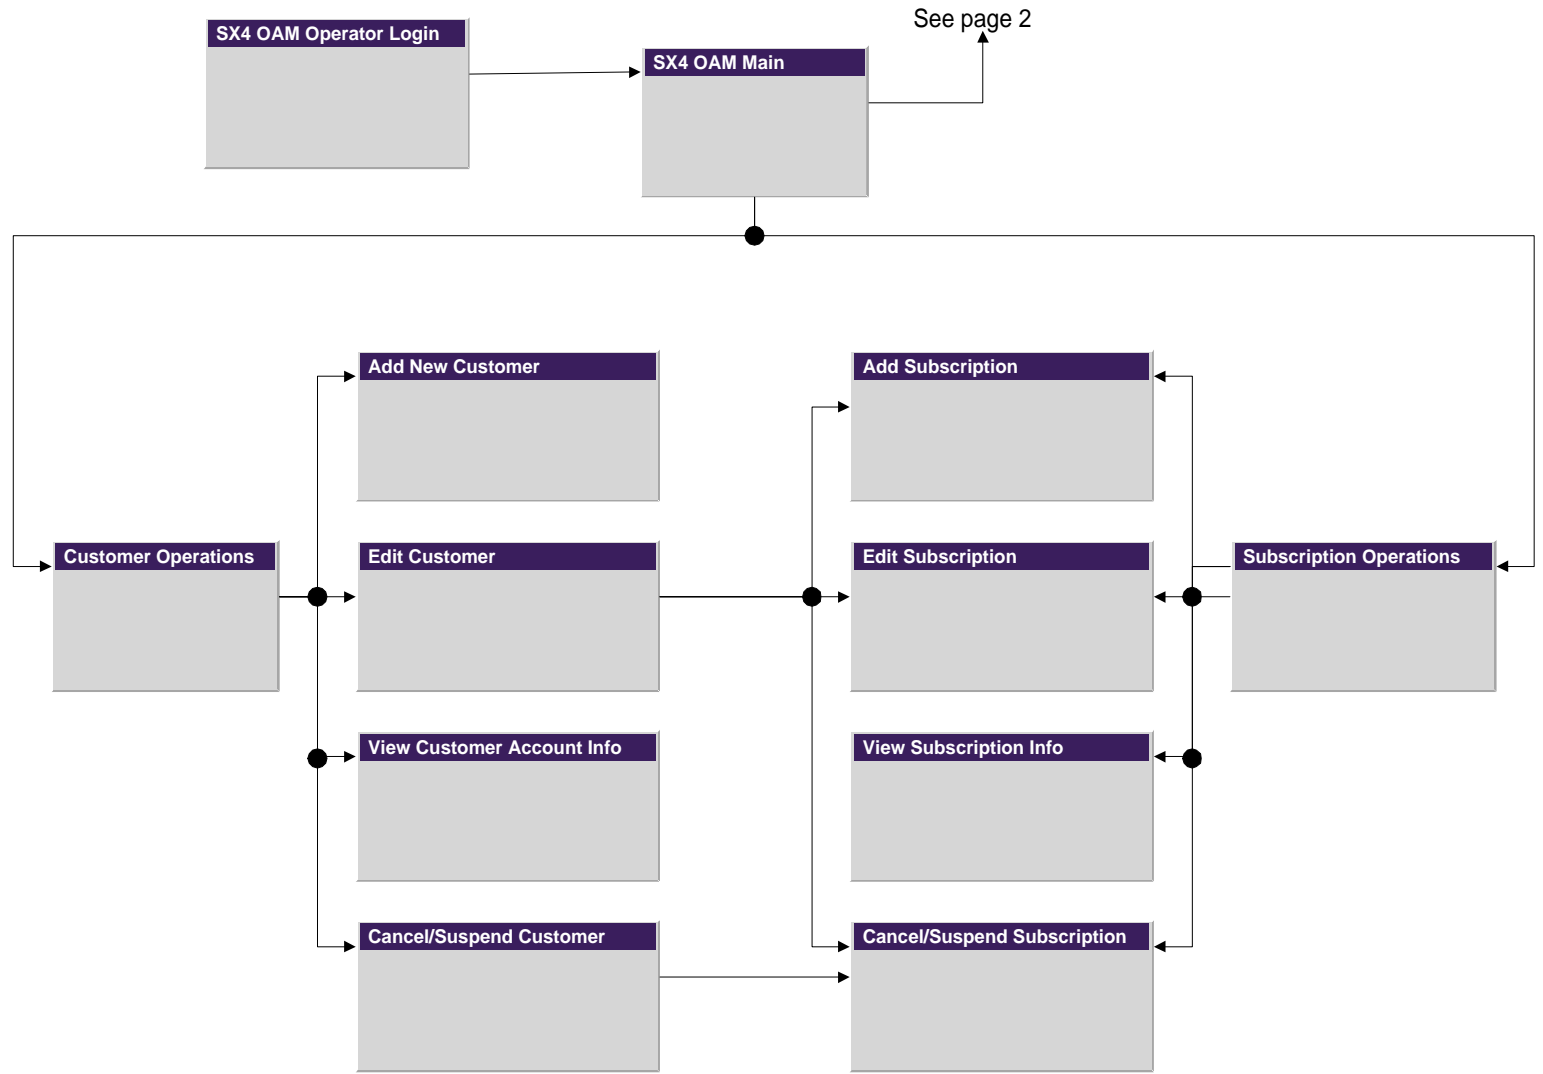 See page 2
SX4 OAM Operator Login
SX4 OAM Main
Add New Customer
Add Subscription
Customer Operations
Edit Customer
Edit Subscription
Subscription Operations
View Customer Account Info
View Subscription Info
Cancel/Suspend Customer
Cancel/Suspend Subscription